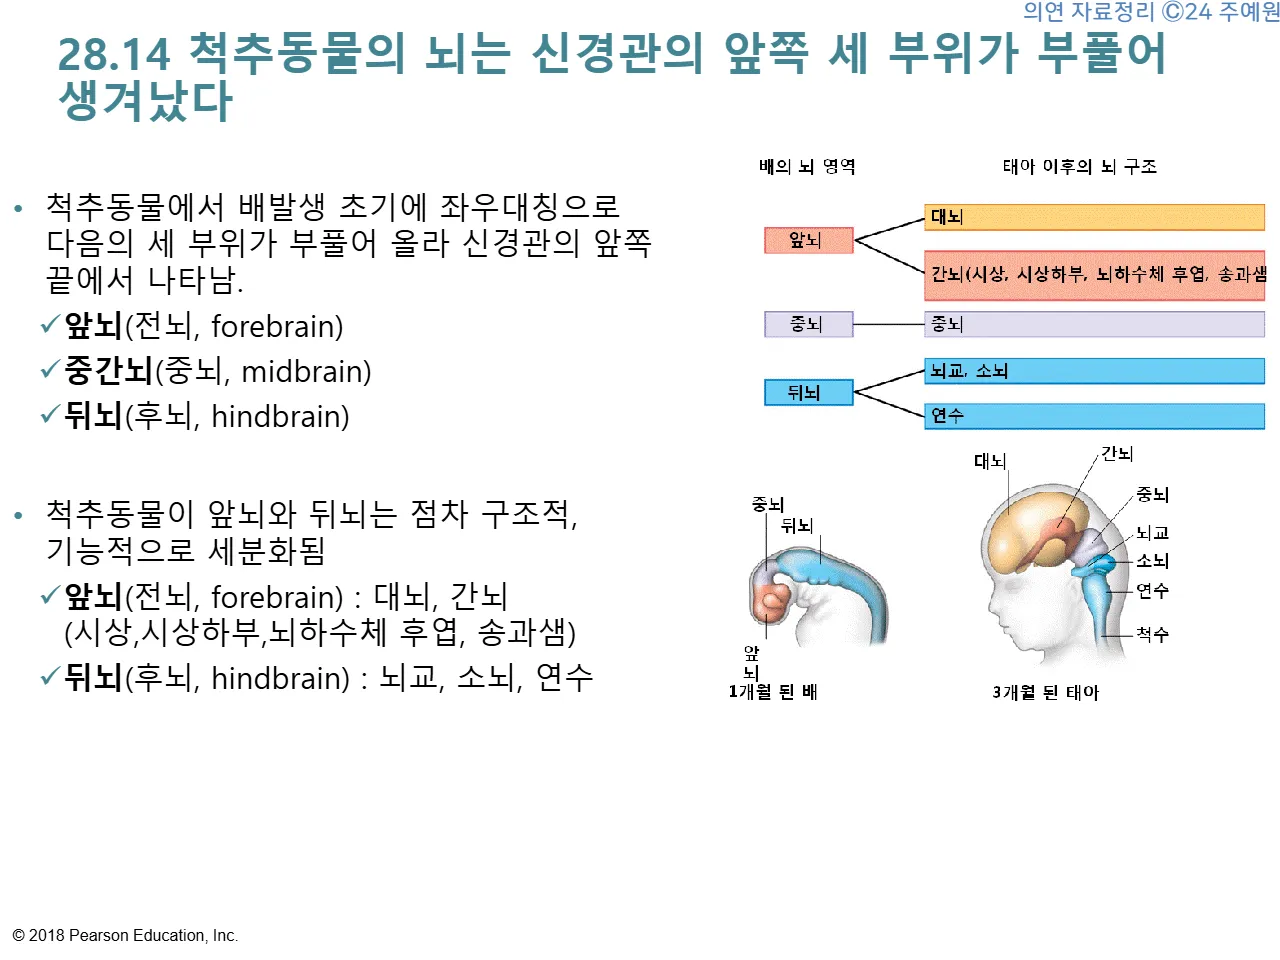 의연 자료정리 Ⓒ24 주예원
28.14 척추동물의 뇌는 신경관의 앞쪽 세 부위가 부풀어
생겨났다
• 척추동물에서 배발생 초기에 좌우대칭으로
다음의 세 부위가 부풀어 올라 신경관의 앞쪽
끝에서 나타남.
✓앞뇌(전뇌, forebrain)
✓중간뇌(중뇌, midbrain)
✓뒤뇌(후뇌, hindbrain)
• 척추동물이 앞뇌와 뒤뇌는 점차 구조적,
기능적으로 세분화됨
✓앞뇌(전뇌, forebrain) : 대뇌, 간뇌
(시상,시상하부,뇌하수체 후엽, 송과샘)
✓뒤뇌(후뇌, hindbrain) : 뇌교, 소뇌, 연수
배의 뇌 영역
태아 이후의 뇌 구조
앞뇌
대뇌
간뇌(시상, 시상하부, 뇌하수체 후엽, 송과샘
중뇌
중뇌
뒤뇌
뇌교, 소뇌
연수
중뇌
뒤뇌
앞
뇌
1개월 된 배
대뇌
간뇌
중뇌
뇌교
소뇌
연수
척수
3개월 된 태아
© 2018 Pearson Education, Inc.